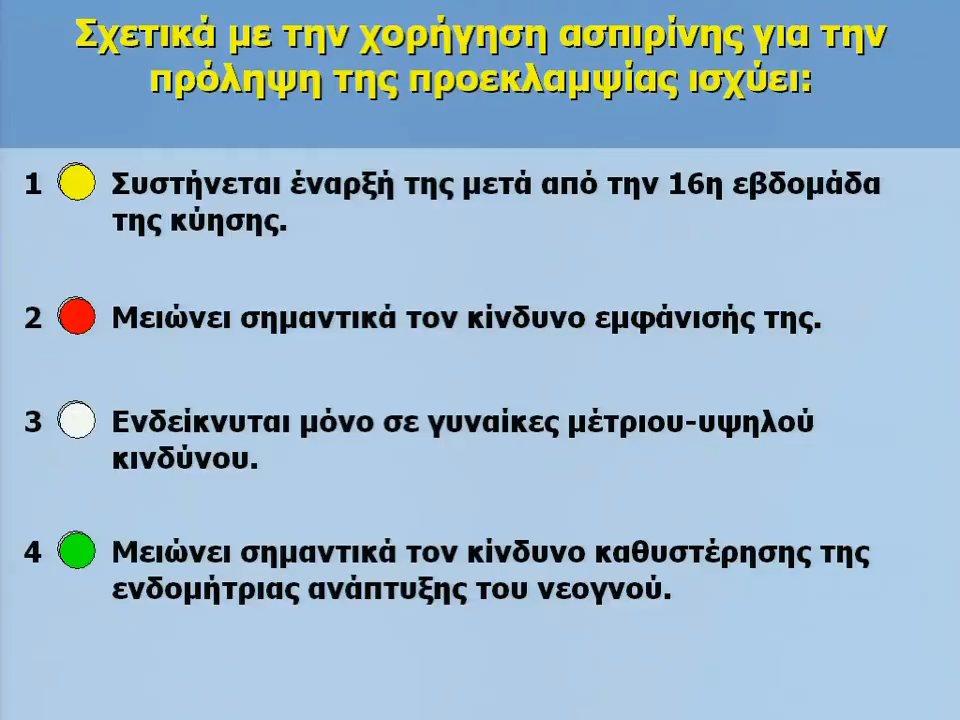 Σχετικά με την χορήγηση ασπιρίνης για την
πρόληψη της προεκλαμψίας ισχύει:
1 Συστήνεται έναρξή της μετά από την 16η εβδομάδα
της κύησης.
2 Μειώνει σημαντικά τον κίνδυνο εμφάνισής της.
3 Ενδείκνυται μόνο σε γυναίκες μέτριου-υψηλού
κινδύνου.
4 Μειώνει σημαντικά τον κίνδυνο καθυστέρησης της
ενδομήτριας ανάπτυξης του νεογνού.